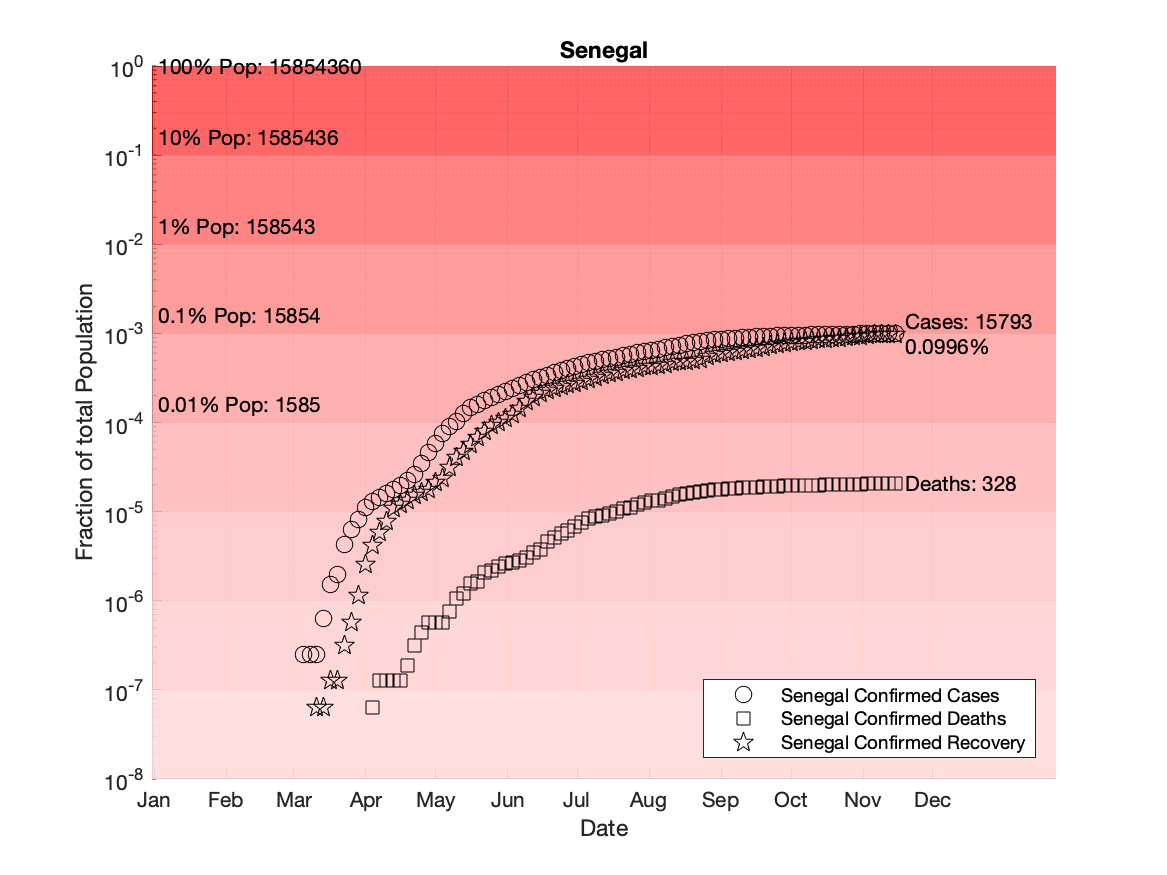 Senegal
10^0
100% Pop: 15854360
10% Pop: 1585436
10^-1
1% Pop: 158543
10^-2
0.1% Pop: 15854
10^-3
Cases: 15793
0.0996%
0.01% Pop: 1585
10^-4
Deaths: 328
10^-5
10^-6
10^-7
10^-8
Fraction of total Population
Senegal Confirmed Cases
Senegal Confirmed Deaths
Senegal Confirmed Recovery
Jan Feb Mar Apr May Jun Jul Aug Sep Oct Nov Dec
Date